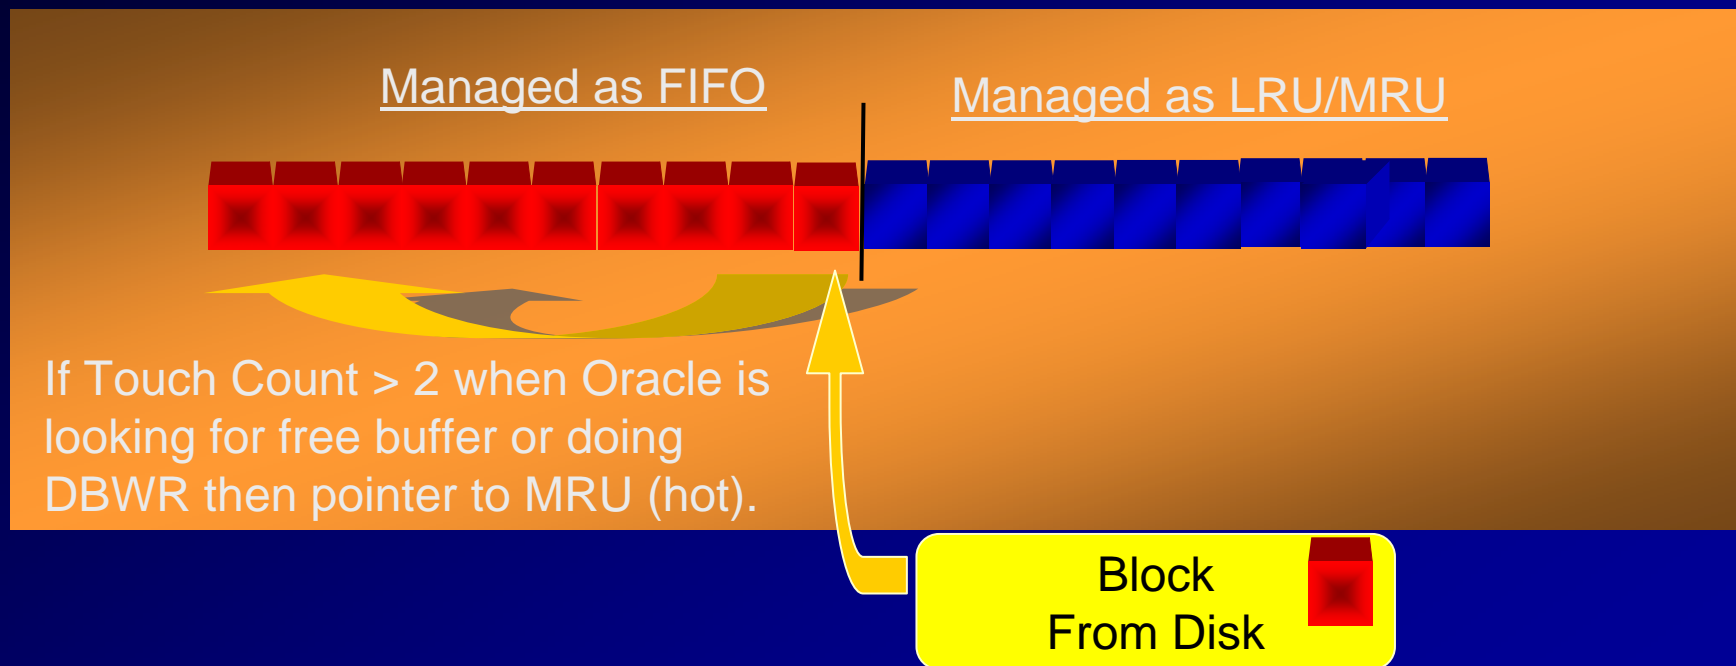 Managed as FIFO
Managed as LRU/MRU
If Touch Count > 2 when Oracle is
looking for free buffer or doing
DBWR then pointer to MRU (hot).
Block
From Disk